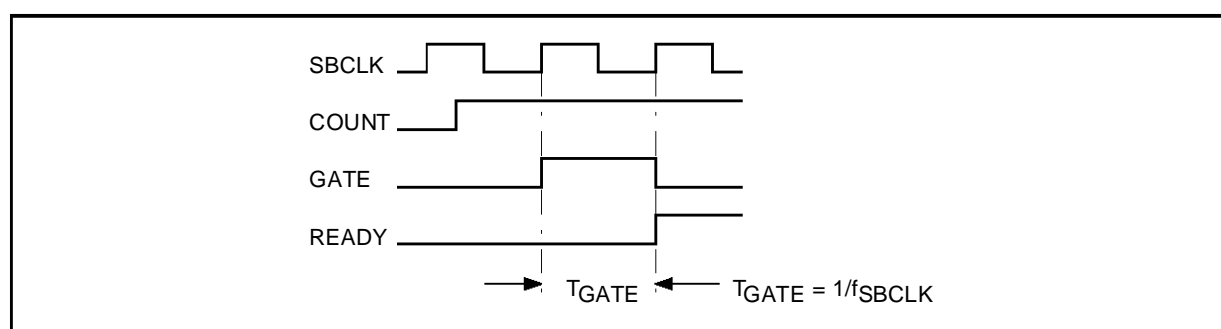 SBCLK
COUNT
GATE
READY
TGATE TGATE = 1/fSBCLK